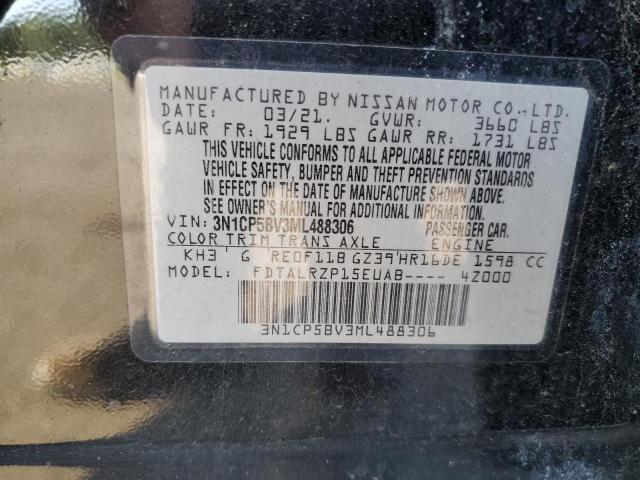 MANUFACTURED BY NISSAN MOTOR CO.,LTD.
DATE: 03/21. GVWR: 3660 LBS
GAWR FR: 1929 LBS GAWR RR: 1731 LBS
THIS VEHICLE CONFORMS TO ALL APPLICABLE FEDERAL MOTOR
VEHICLE SAFETY, BUMPER AND THEFT PREVENTION STANDARDS
IN EFFECT ON THE DATE OF MANUFACTURE SHOWN ABOVE.
SEE OWNER'S MANUAL FOR ADDITIONAL INFORMATION.
VIN: 3N1CP5BV3ML488306 PASSENGER CAR.
COLOR TRIM TRANS AXLE ENGINE
KH3 G RE0F11B GZ39 HR16DE 1598 CC
MODEL: FDTALRZP15EUAB---- 4Z000
3N1CP5BV3ML488306